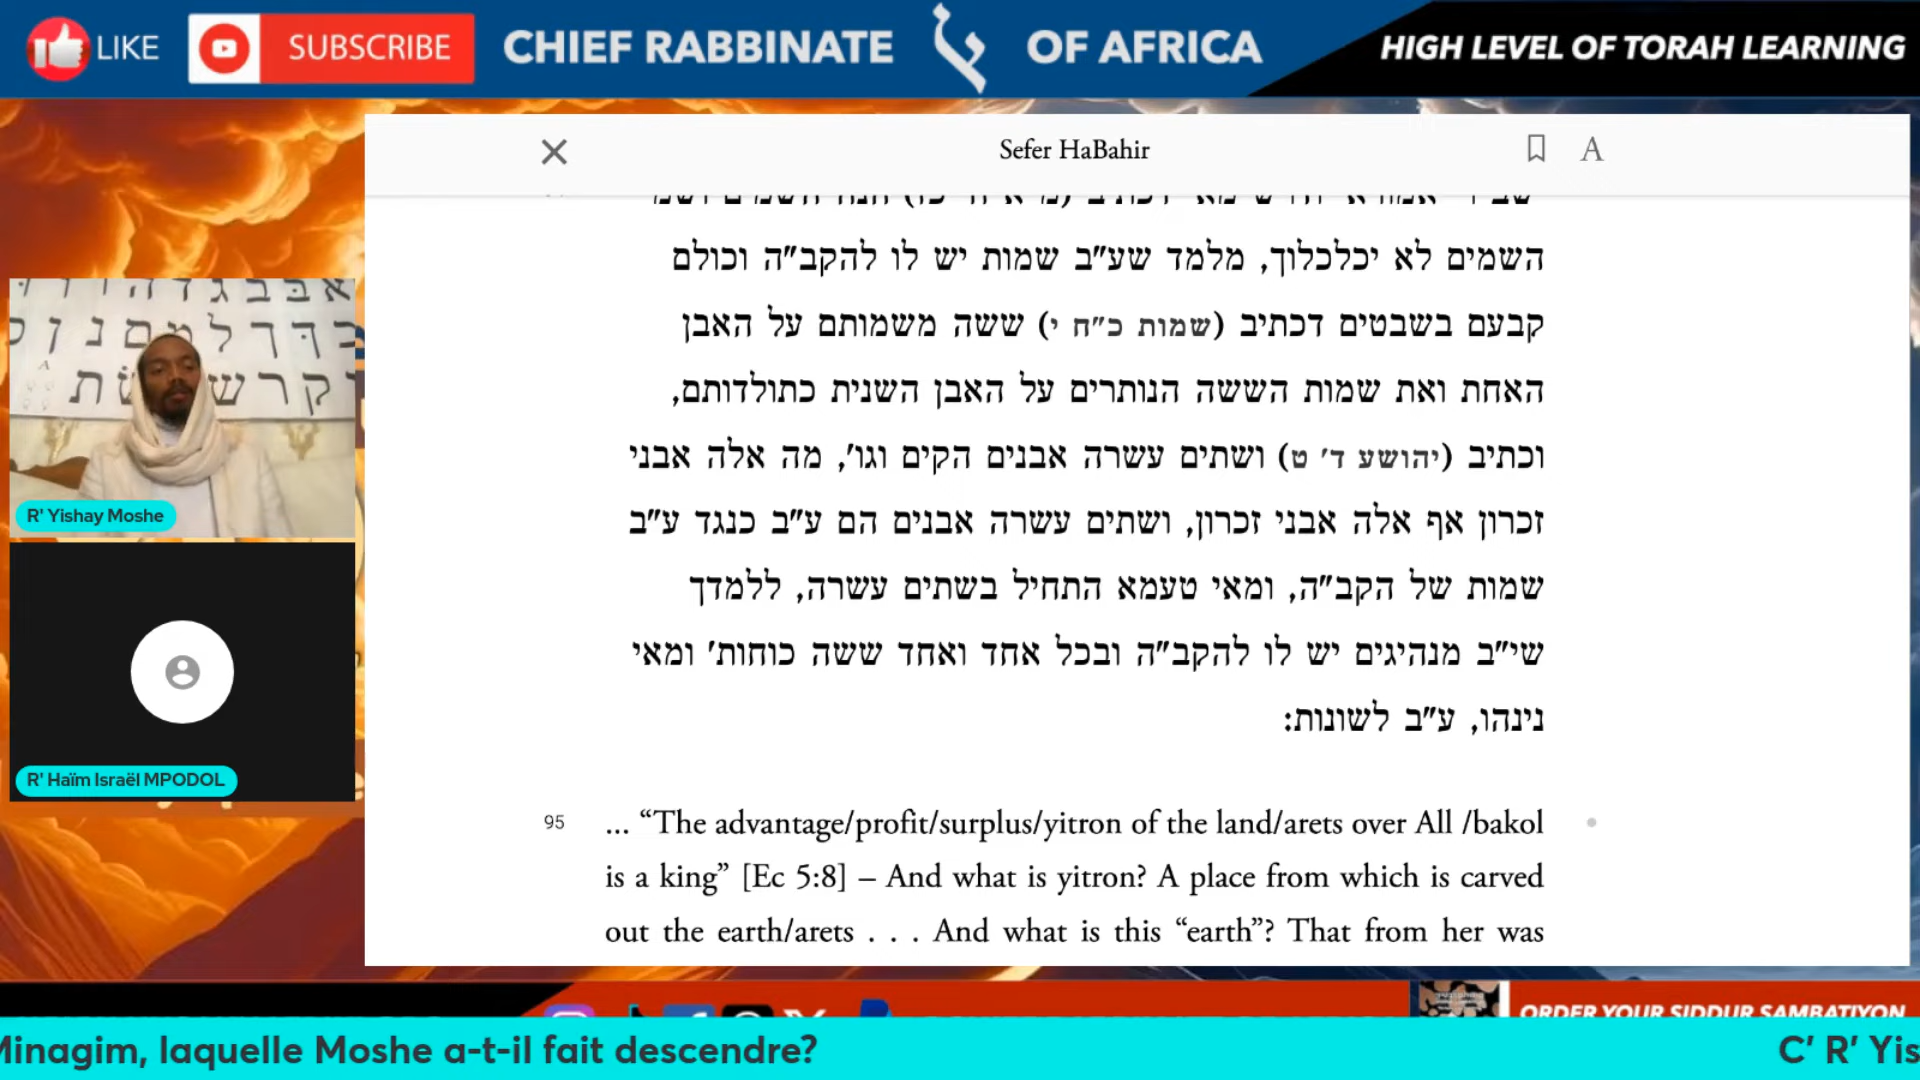 LIKE
SUBSCRIBE
CHIEF RABBINATE OF AFRICA
HIGH LEVEL OF TORAH LEARNING
Sefer HaBahir
A
השמים לא יכלכלוך, מלמד שע"ב שמות יש לו להקב"ה וכולם
קבעם בשבטים דכתיב (שמות כ"ח י) ששה משמותם על האבן
האחת ואת שמות הששה הנותרים על האבן השנית כתולדותם,
וכתיב (יהושע ד' ט) ושתים עשרה אבנים הקים וגו', מה אלה אבני
זכרון אף אלה אבני זכרון, ושתים עשרה אבנים הם ע"ב כנגד ע"ב
שמות של הקב"ה, ומאי טעמא התחיל בשתים עשרה, ללמדך
שי"ב מנהיגים יש לו להקב"ה ובכל אחד ואחד ששה כוחות' ומאי
נינהו, ע"ב לשונות:
95
... “The advantage/profit/surplus/yitron of the land/arets over All /bakol
is a king” [Ec 5:8] – And what is yitron? A place from which is carved
out the earth/arets . . . And what is this “earth”? That from her was
R' Yishay Moshe
R' Haïm Israël MPODOL
ORDER YOUR SIDDUR SAMBATIYON
Minagim, laquelle Moshe a-t-il fait descendre?
C' R' Yis